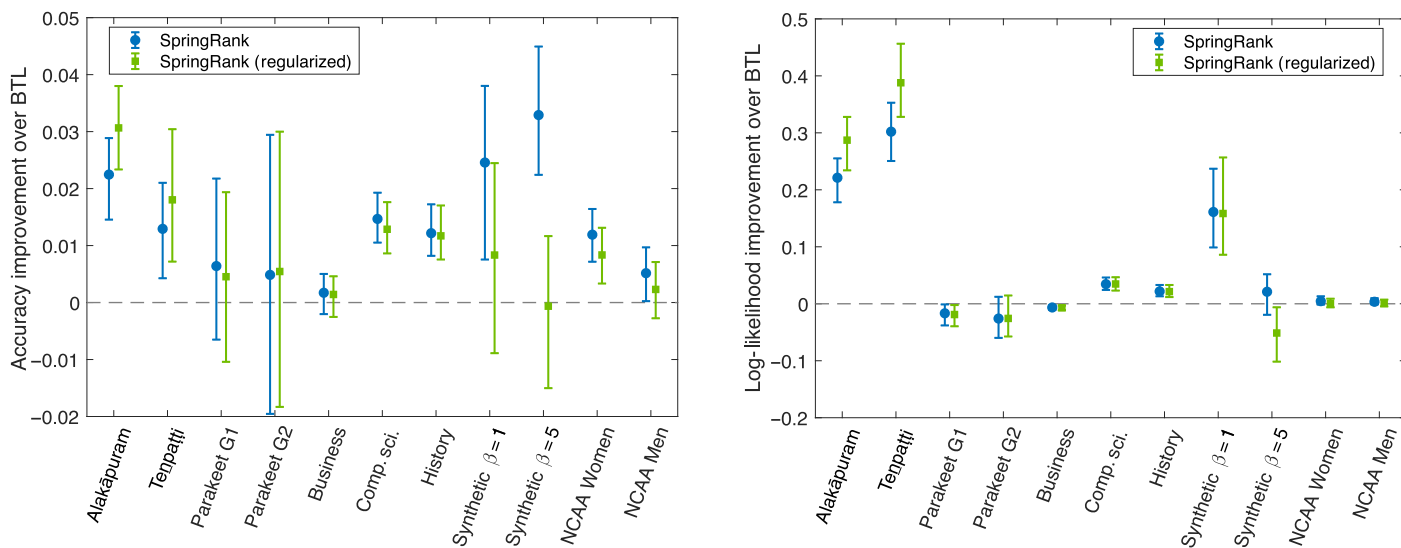 Accuracy improvement over BTL
0.05
0.04
0.03
0.02
0.01
0
−0.01
−0.02
SpringRank
SpringRank (regularized)
Alakāpuram
Teṉpaṭṭi
Parakeet G1
Parakeet G2
Business
Comp. sci.
History
Synthetic β = 1
Synthetic β = 5
NCAA Women
NCAA Men
Log-likelihood improvement over BTL
0.5
0.4
0.3
0.2
0.1
0
−0.1
−0.2
SpringRank
SpringRank (regularized)
Alakāpuram
Teṉpaṭṭi
Parakeet G1
Parakeet G2
Business
Comp. sci.
History
Synthetic β = 1
Synthetic β = 5
NCAA Women
NCAA Men